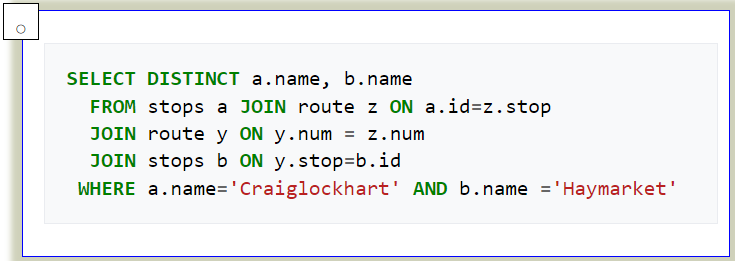 SELECT DISTINCT a.name, b.name
FROM stops a JOIN route z ON a.id=z.stop
JOIN route y ON y.num = z.num
JOIN stops b ON y.stop=b.id
WHERE a.name='Craiglockhart' AND b.name ='Haymarket'